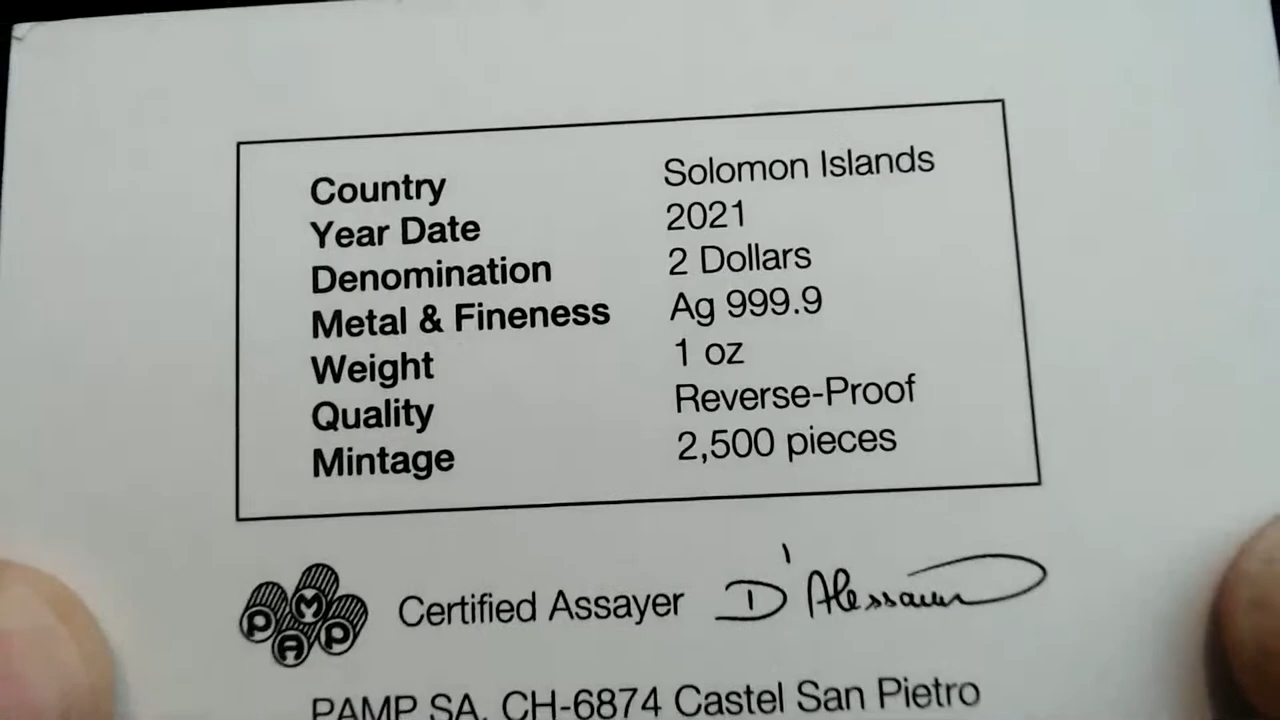 Country Solomon Islands
Year Date 2021
Denomination 2 Dollars
Metal & Fineness Ag 999.9
Weight 1 oz
Quality Reverse-Proof
Mintage 2,500 pieces
PAMP Certified Assayer
PAMP SA, CH-6874 Castel San Pietro